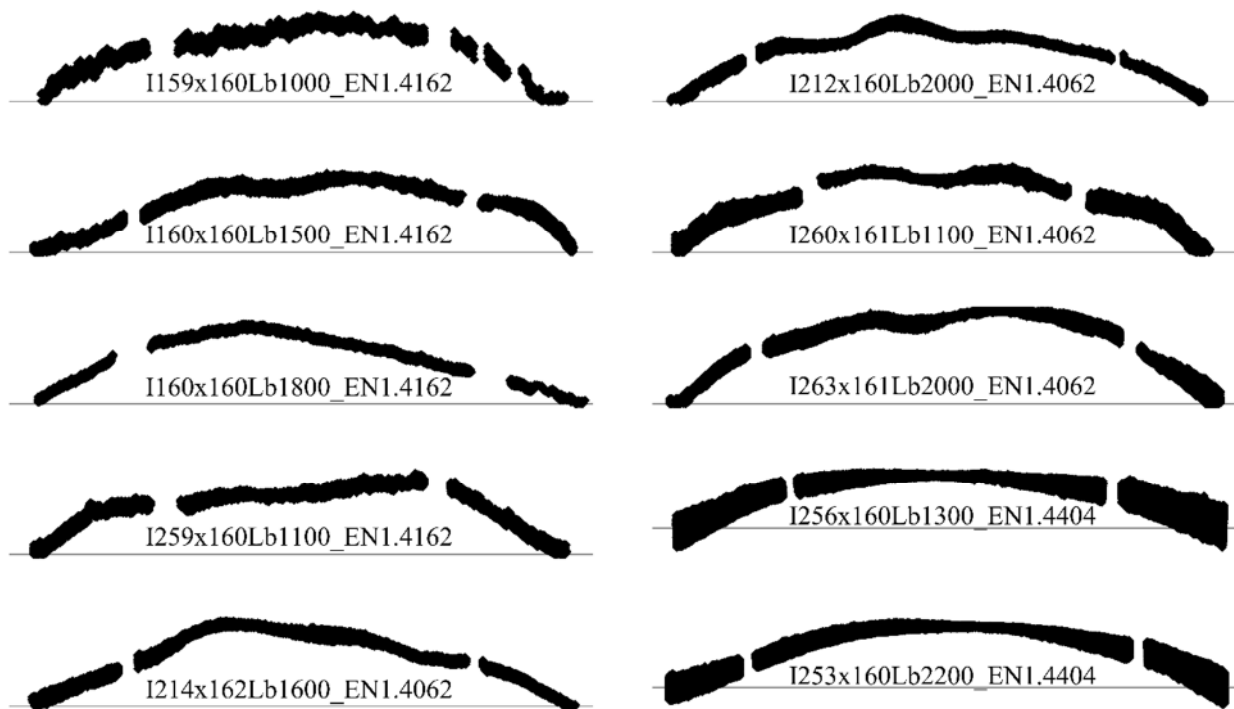 I159x160Lb1000_EN1.4162
I160x160Lb1500_EN1.4162
I160x160Lb1800_EN1.4162
I259x160Lb1100_EN1.4162
I214x162Lb1600_EN1.4062
I212x160Lb2000_EN1.4062
I260x161Lb1100_EN1.4062
I263x161Lb2000_EN1.4062
I256x160Lb1300_EN1.4404
I253x160Lb2200_EN1.4404